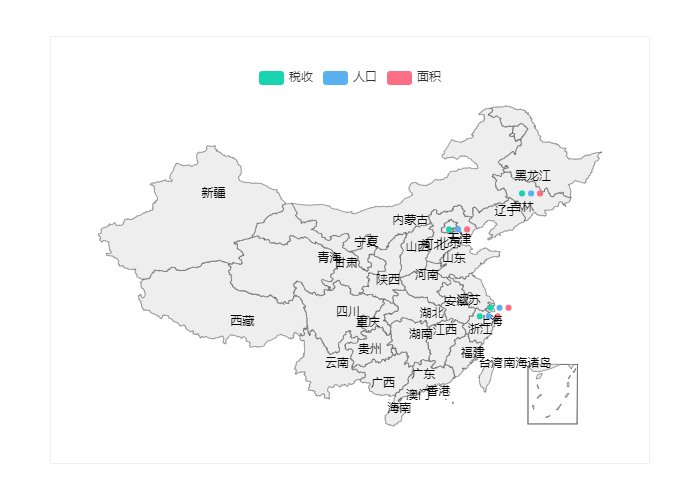 税收 人口 面积
黑龙江
新疆
吉林
辽宁
内蒙古
天津
北京
河北
宁夏
山西
山东
青海
甘肃
河南
陕西
江苏
安徽
四川
湖北
上海
西藏
重庆
浙江
江西
湖南
贵州
福建
云南
台湾
南海诸岛
广东
广西
香港
澳门
海南